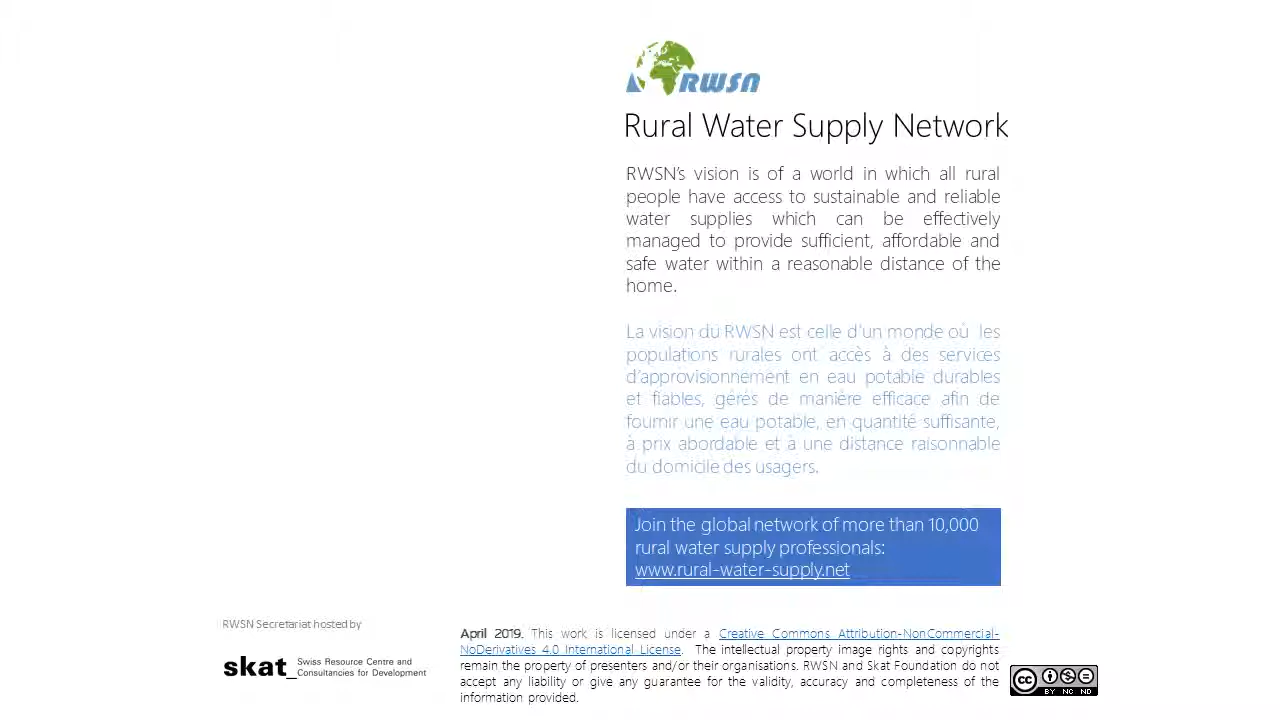 RWSN
Rural Water Supply Network
RWSN's vision is of a world in which all rural
people have access to sustainable and reliable
water supplies which can be effectively
managed to provide sufficient, affordable and
safe water within a reasonable distance of the
home.
La vision du RWSN est celle d'un monde où les
populations rurales ont accès à des services
d'approvisionnement en eau potable durables
et fiables, gérés de manière efficace afin de
fournir une eau potable, en quantité suffisante,
à prix abordable et à une distance raisonnable
du domicile des usagers.
Join the global network of more than 10,000
rural water supply professionals:
www.rural-water-supply.net
RWSN Secretariat hosted by
skat_ Swiss Resource Centre and
Consultancies for Development
April 2019. This work is licensed under a Creative Commons Attribution-NonCommercial-
NoDerivatives 4.0 International License. The intellectual property image rights and copyrights
remain the property of presenters and/or their organisations. RWSN and Skat Foundation do not
accept any liability or give any guarantee for the validity, accuracy and completeness of the
information provided.
cc
BY NC ND